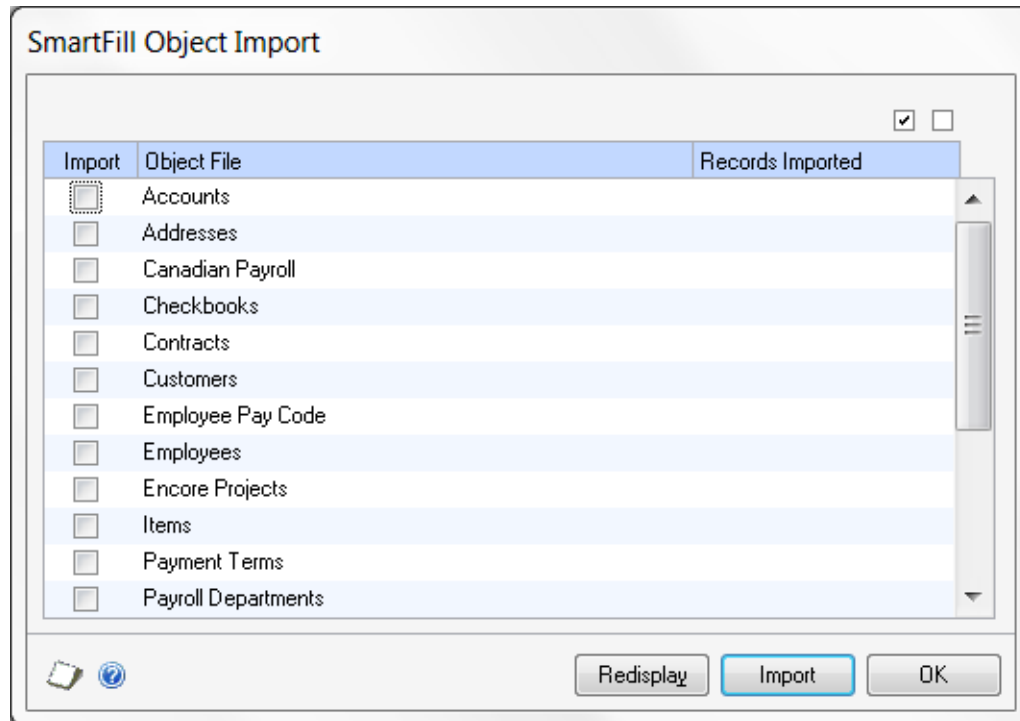 SmartFill Object Import
Import Object File Records Imported
Accounts
Addresses
Canadian Payroll
Checkbooks
Contracts
Customers
Employee Pay Code
Employees
Encore Projects
Items
Payment Terms
Payroll Departments
Redisplay Import OK